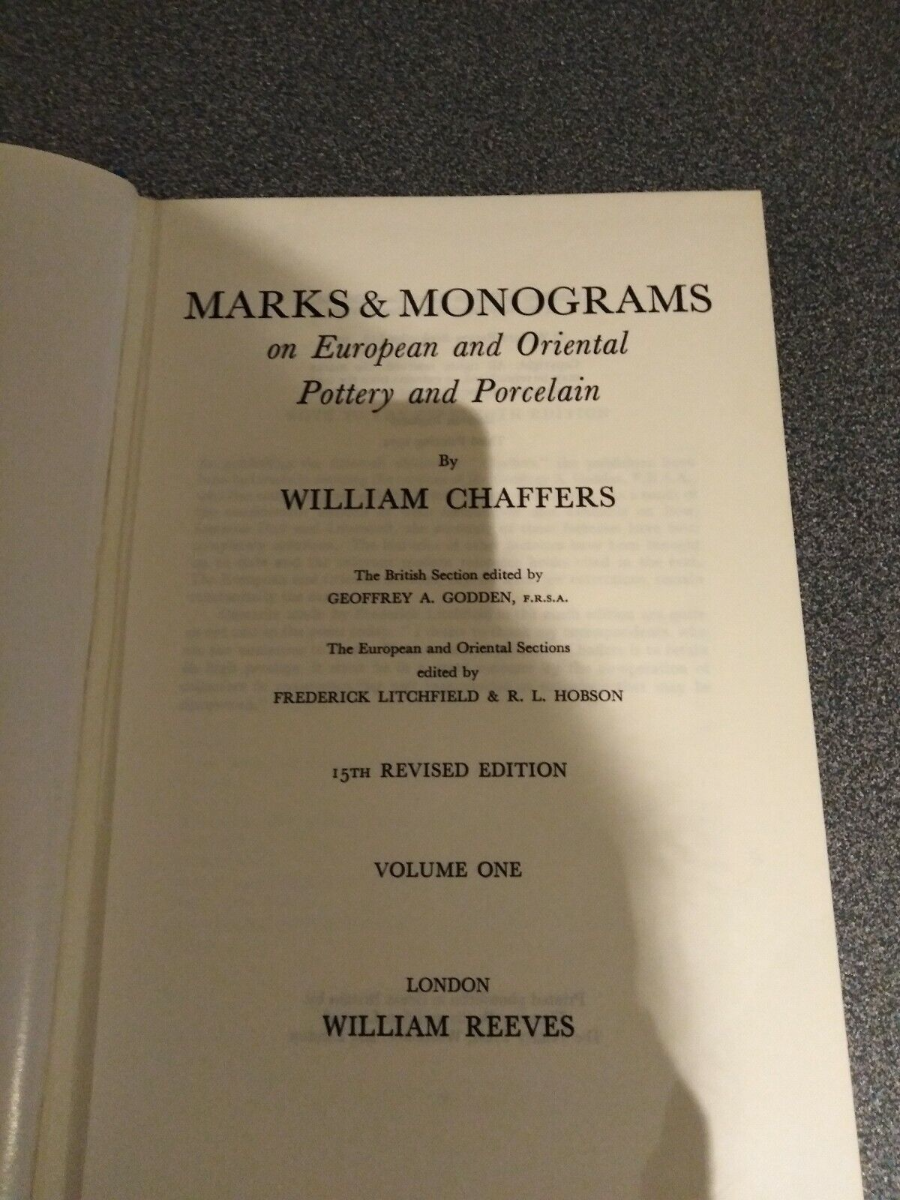 MARKS & MONOGRAMS
on European and Oriental
Pottery and Porcelain
By
WILLIAM CHAFFERS
The British Section edited by
GEOFFREY A. GODDEN, F.R.S.A.
The European and Oriental Sections
edited by
FREDERICK LITCHFIELD & R. L. HOBSON
15TH REVISED EDITION
VOLUME ONE
LONDON
WILLIAM REEVES